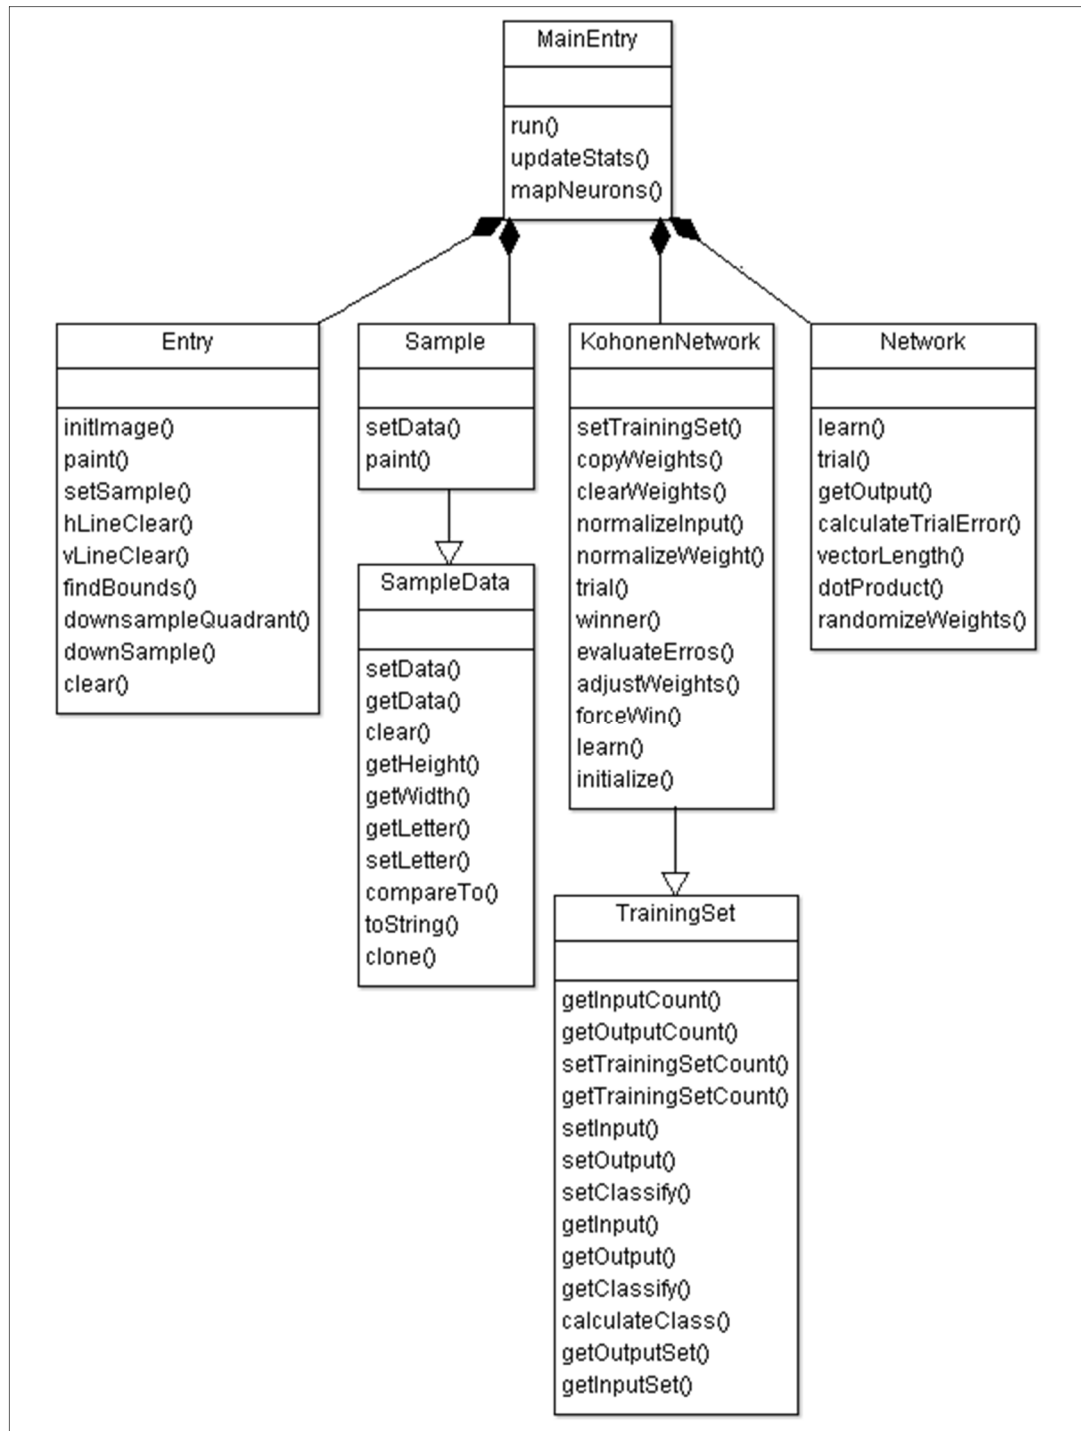 MainEntry
run()
updateStats()
mapNeurons()
Entry
initImage()
paint()
setSample()
hLineClear()
vLineClear()
findBounds()
downsampleQuadrant()
downSample()
clear()
Sample
setData()
paint()
KohonenNetwork
setTrainingSet()
copyWeights()
clearWeights()
normalizeInput()
normalizeWeight()
trial()
winner()
evaluateErros()
adjustWeights()
forceWin()
learn()
initialize()
Network
learn()
trial()
getOutput()
calculateTrialError()
vectorLength()
dotProduct()
randomizeWeights()
SampleData
setData()
getData()
clear()
getHeight()
getWidth()
getLetter()
setLetter()
compareTo()
toString()
clone()
TrainingSet
getInputCount()
getOutputCount()
setTrainingSetCount()
getTrainingSetCount()
setInput()
setOutput()
setClassify()
getInput()
getOutput()
getClassify()
calculateClass()
getOutputSet()
getInputSet()